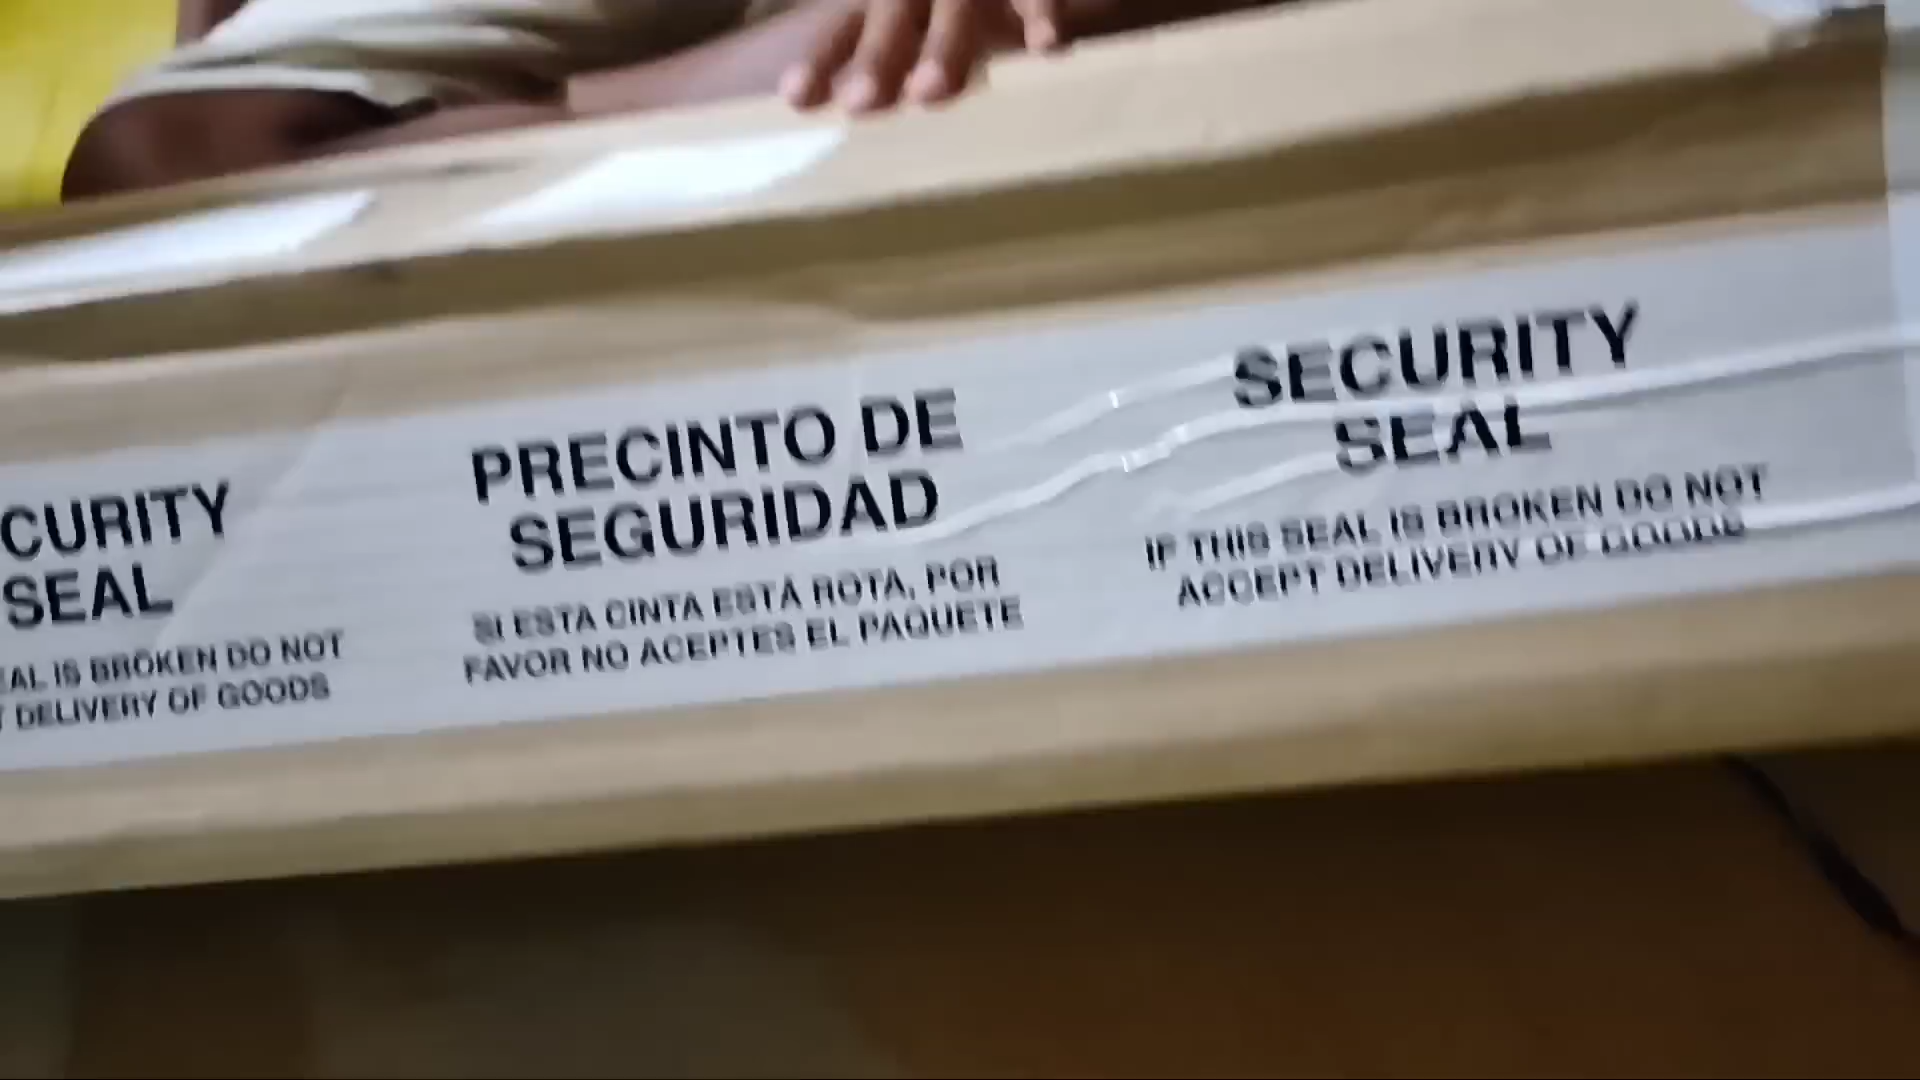 CURITY
SEAL
EAL IS BROKEN DO NOT
T DELIVERY OF GOODS
PRECINTO DE
SEGURIDAD
SI ESTA CINTA ESTÁ ROTA, POR
FAVOR NO ACEPTES EL PAQUETE
SECURITY
SEAL
IF THIS SEAL IS BROKEN DO NOT
ACCEPT DELIVERY OF GOODS